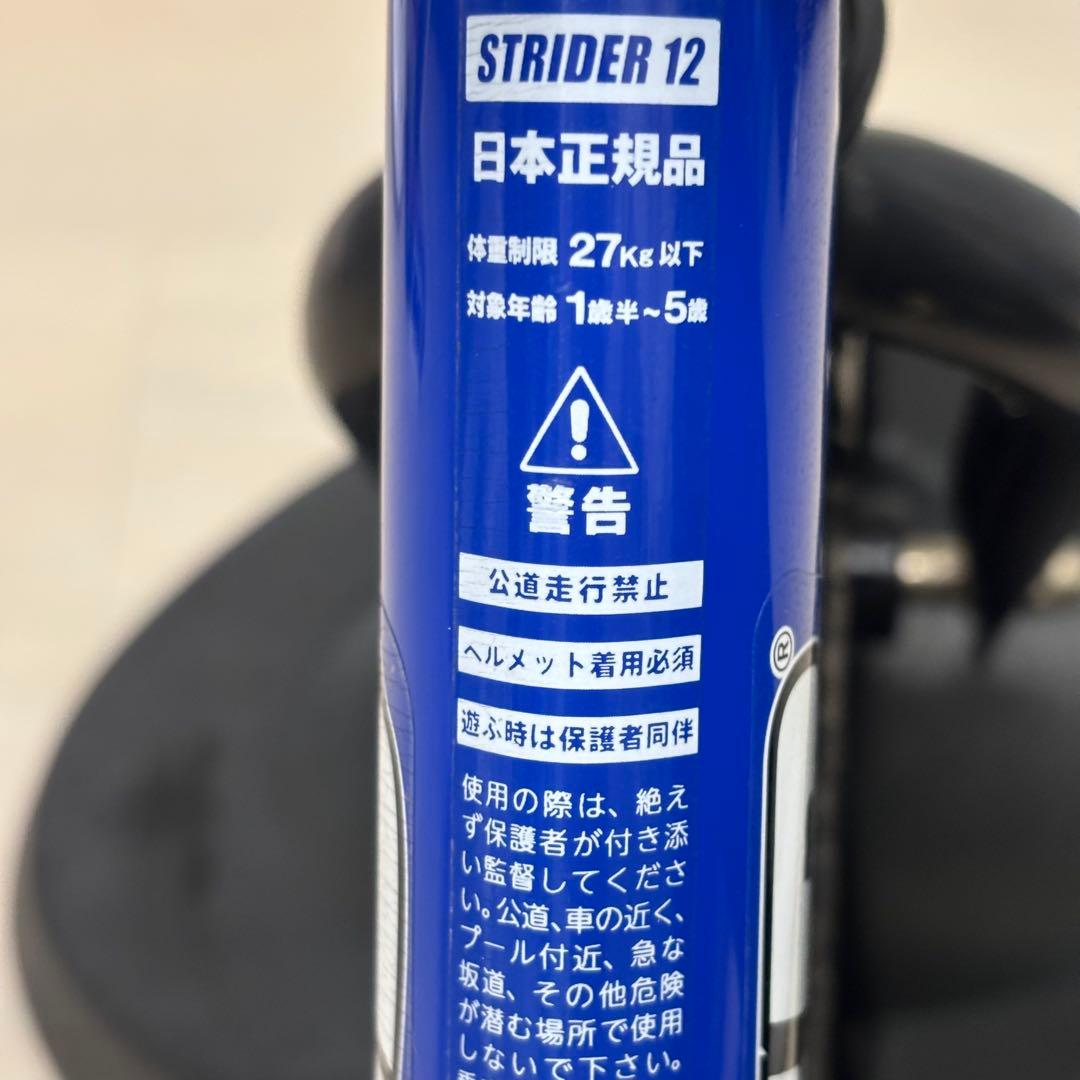 STRIDER 12
日本正規品
体重制限 27Kg以下
対象年齢 1歳半~5歳
警告
公道走行禁止
ヘルメット着用必須
遊ぶ時は保護者同伴
使用の際は、絶え
ず保護者が付き添
い監督してくださ
い。公道、車の近く、
プール付近、急な
坂道、その他危険
が潜む場所で使用
しないで下さい。
®